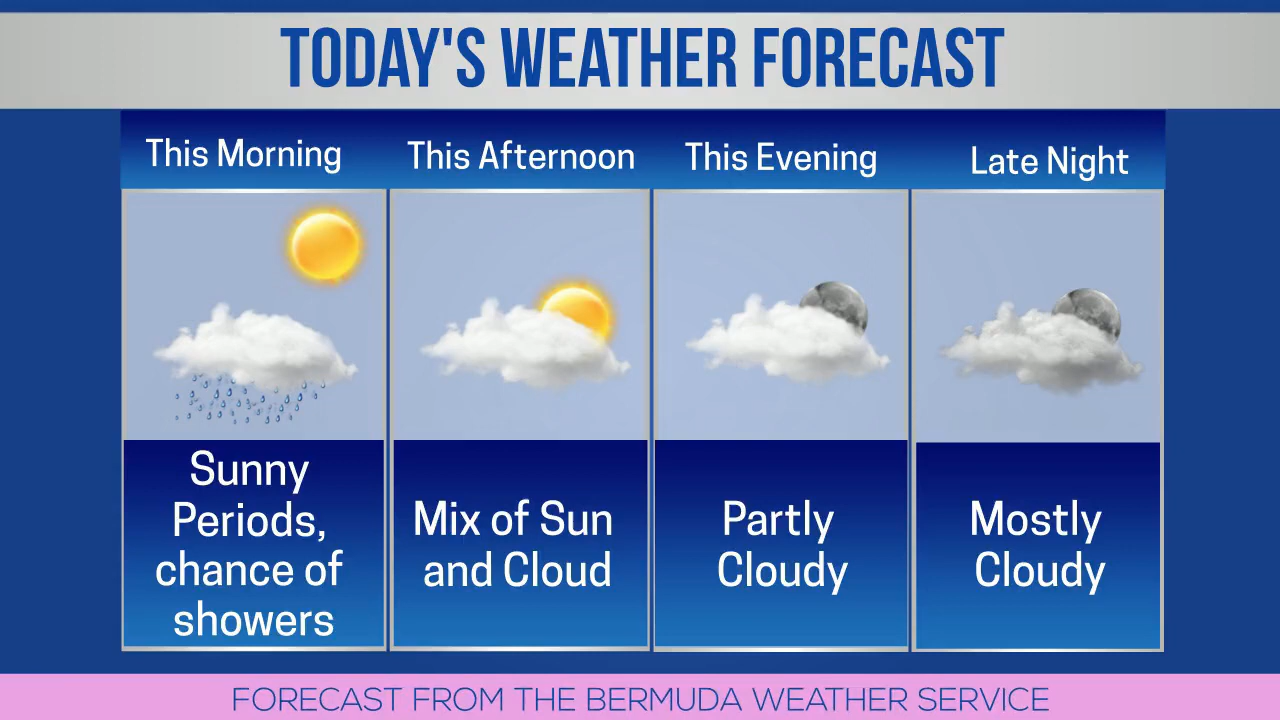 TODAY'S WEATHER FORECAST
This Morning
This Afternoon
This Evening
Late Night
Sunny
Periods,
chance of
showers
Mix of Sun
and Cloud
Partly
Cloudy
Mostly
Cloudy
FORECAST FROM THE BERMUDA WEATHER SERVICE